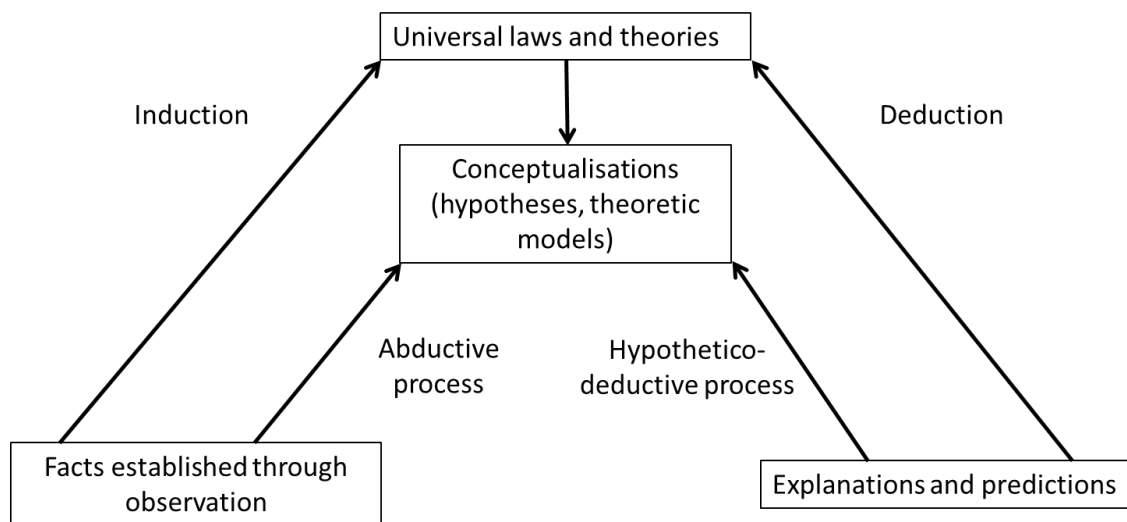 Universal laws and theories
Induction
Deduction
Conceptualisations
(hypotheses, theoretic
models)
Abductive
process
Hypothetico-
deductive process
Facts established through
observation
Explanations and predictions